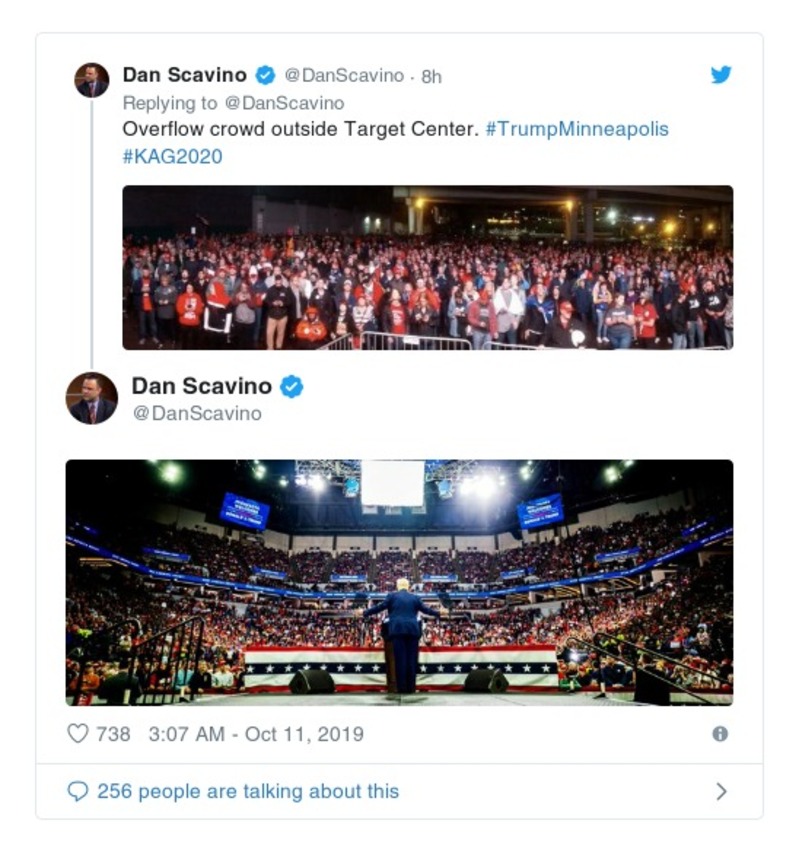 Dan Scavino @DanScavino · 8h
Replying to @DanScavino
Overflow crowd outside Target Center. #TrumpMinneapolis
#KAG2020
Dan Scavino
@DanScavino
738 3:07 AM - Oct 11, 2019
256 people are talking about this